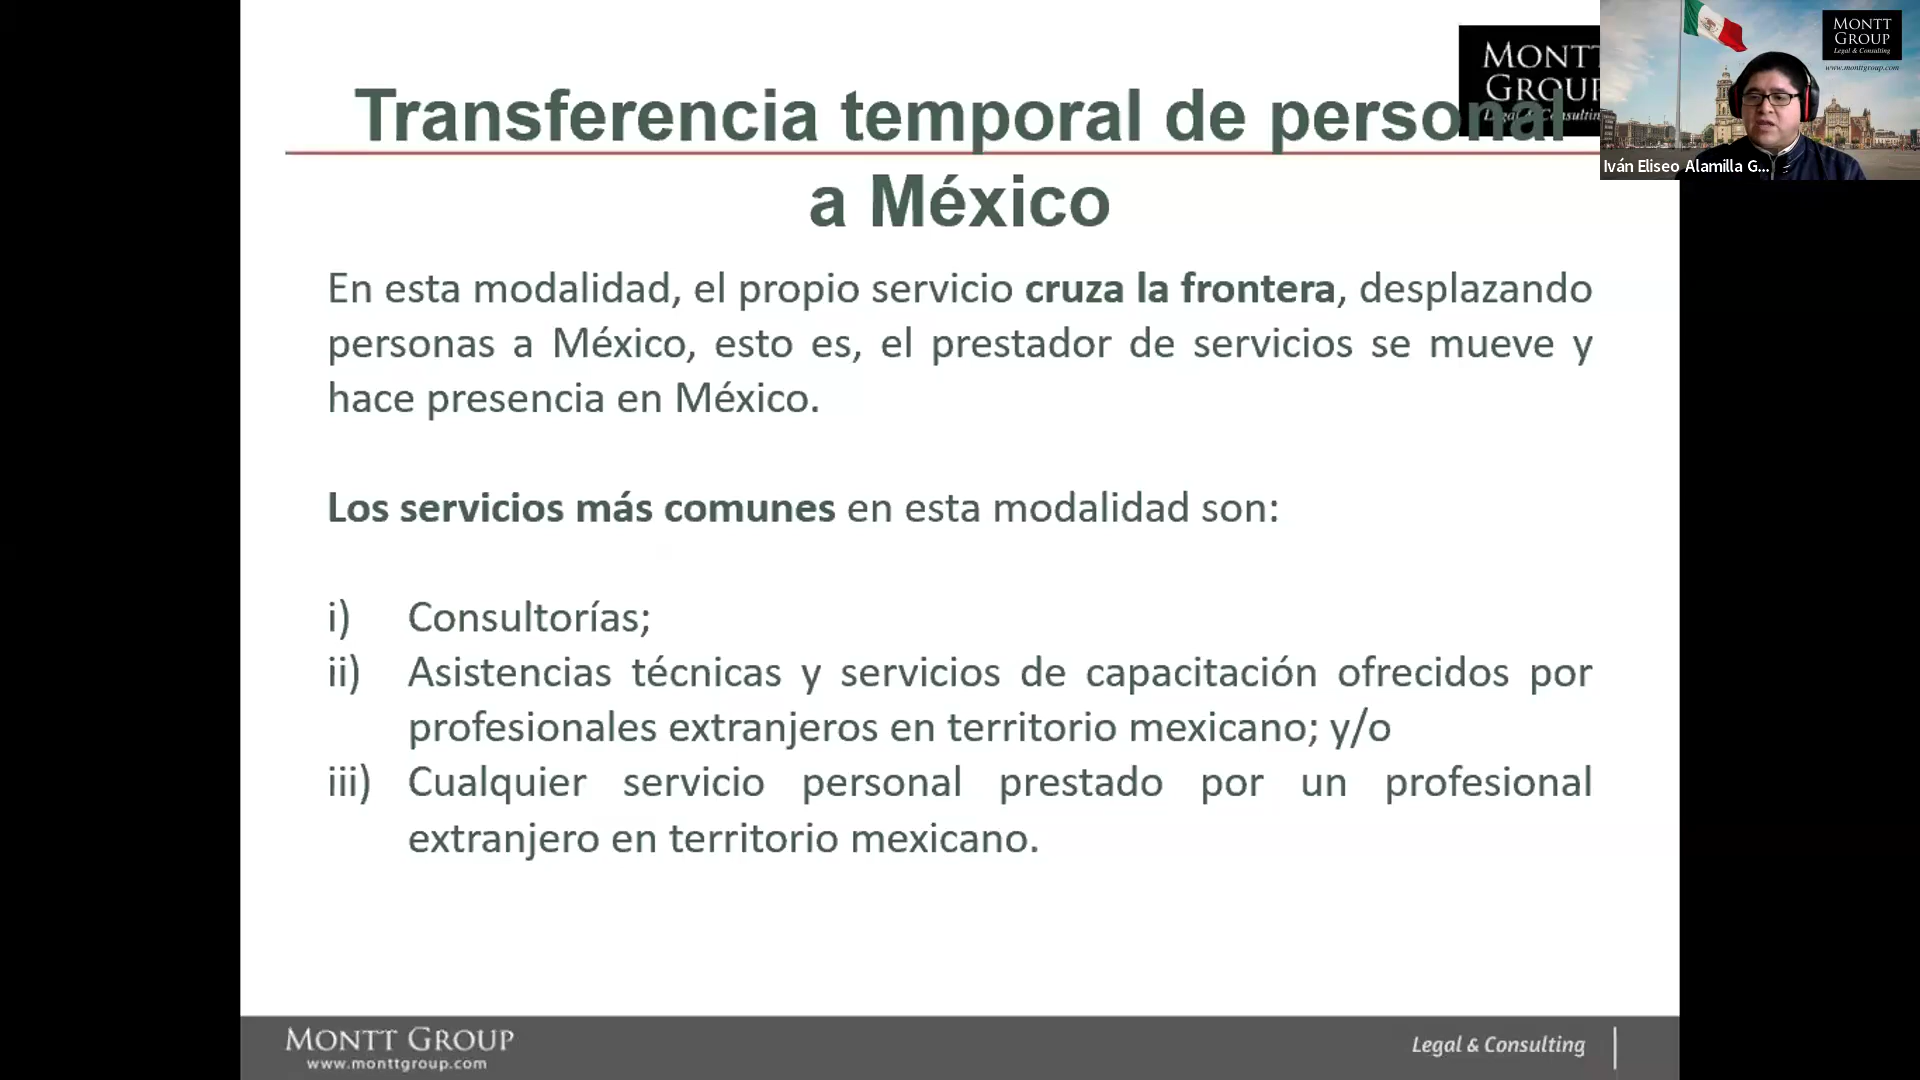 Transferencia temporal de personal
a México
MONTT
GROUP
Legal & Consulting
MONTT
GROUP
Legal & Consulting
www.monttgroup.com
Iván Eliseo Alamilla G...
En esta modalidad, el propio servicio cruza la frontera, desplazando
personas a México, esto es, el prestador de servicios se mueve y
hace presencia en México.
Los servicios más comunes en esta modalidad son:
i) Consultorías;
ii) Asistencias técnicas y servicios de capacitación ofrecidos por
profesionales extranjeros en territorio mexicano; y/o
iii) Cualquier servicio personal prestado por un profesional
extranjero en territorio mexicano.
MONTT GROUP
www.monttgroup.com
Legal & Consulting